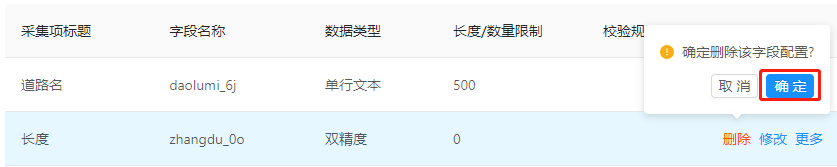 采集项标题 字段名称 数据类型 长度/数量限制 校验规
确定删除该字段配置?
取 消 确 定
道路名 daolumi_6j 单行文本 500
长度 zhangdu_0o 双精度 0 删除 修改 更多